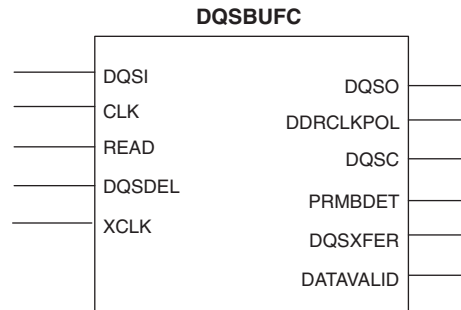 DQSBUFC
DQSI
CLK
READ
DQSDEL
XCLK
DQSO
DDRCLKPOL
DQSC
PRMBDET
DQSXFER
DATAVALID